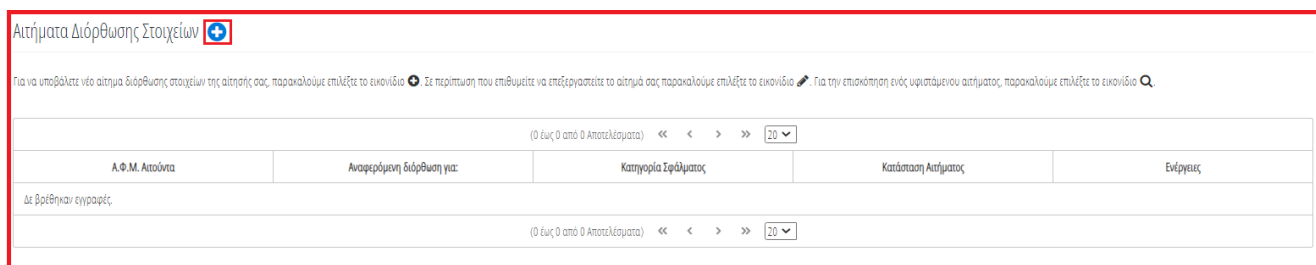 Αιτήματα Διόρθωσης Στοιχείων
Για να υποβάλετε νέο αίτημα διόρθωσης στοιχείων της αίτησής σας, παρακαλούμε επιλέξτε το εικονίδιο . Σε περίπτωση που επιθυμείτε να επεξεργαστείτε το αίτημά σας παρακαλούμε επιλέξτε το εικονίδιο . Για την επισκόπηση ενός υφιστάμενου αιτήματος, παρακαλούμε επιλέξτε το εικονίδιο .
(0 έως 0 από 0 Αποτελέσματα) « ‹ › » 20
Α.Φ.Μ. Αιτούντα Αναφερόμενη διόρθωση για: Κατηγορία Σφάλματος Κατάσταση Αιτήματος Ενέργειες
Δε βρέθηκαν εγγραφές.
(0 έως 0 από 0 Αποτελέσματα) « ‹ › » 20